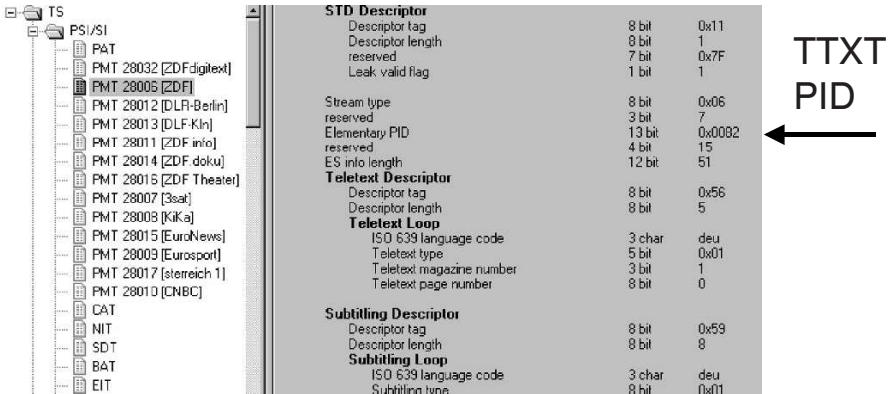 TS
PSI/SI
PAT
PMT 28032 [ZDFdigitext]
PMT 28006 [ZDF]
PMT 28012 [DLR-Berlin]
PMT 28013 [DLF-Kln]
PMT 28011 [ZDF.info]
PMT 28014 [ZDF.doku]
PMT 28016 [ZDF Theater]
PMT 28007 [3sat]
PMT 28008 [KiKa]
PMT 28015 [EuroNews]
PMT 28009 [Eurosport]
PMT 28017 [sterreich 1]
PMT 28010 [CNBC]
CAT
NIT
SDT
BAT
EIT
STD Descriptor
Descriptor tag 8 bit 0x11
Descriptor length 8 bit 1
reserved 7 bit 0x7F
Leak valid flag 1 bit 1
Stream type 8 bit 0x06
reserved 3 bit 7
Elementary PID 13 bit 0x0082
reserved 4 bit 15
ES info length 12 bit 51
Teletext Descriptor
Descriptor tag 8 bit 0x56
Descriptor length 8 bit 5
Teletext Loop
ISO 639 language code 3 char deu
Teletext type 5 bit 0x01
Teletext magazine number 3 bit 1
Teletext page number 8 bit 0
Subtitling Descriptor
Descriptor tag 8 bit 0x59
Descriptor length 8 bit 8
Subtitling Loop
ISO 639 language code 3 char deu
Subtitling type 8 bit 0x01
TTXT
PID